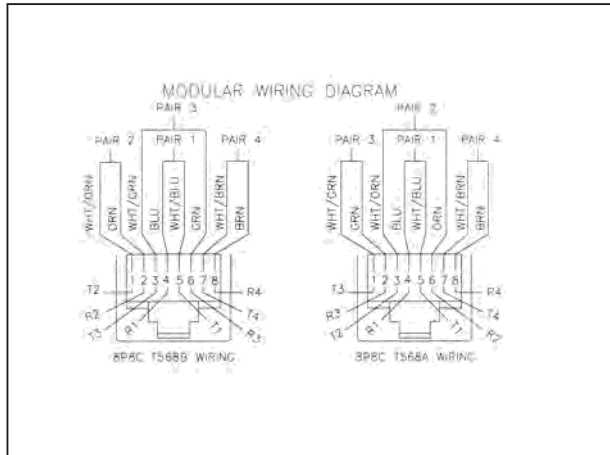 MODULAR WIRING DIAGRAM
PAIR 3
PAIR 2 PAIR 1 PAIR 4
WHT/ORN
ORN
WHT/GRN
BLU
WHT/BLU
GRN
WHT/BRN
BRN
1 2 3 4 5 6 7 8
T2 R4
R2 T4
T3 R3
R1 T1
8P8C T568B WIRING
PAIR 2
PAIR 3 PAIR 1 PAIR 4
WHT/GRN
GRN
WHT/ORN
BLU
WHT/BLU
ORN
WHT/BRN
BRN
1 2 3 4 5 6 7 8
T3 R4
R3 T4
T2 R2
R1 T1
8P8C T568A WIRING